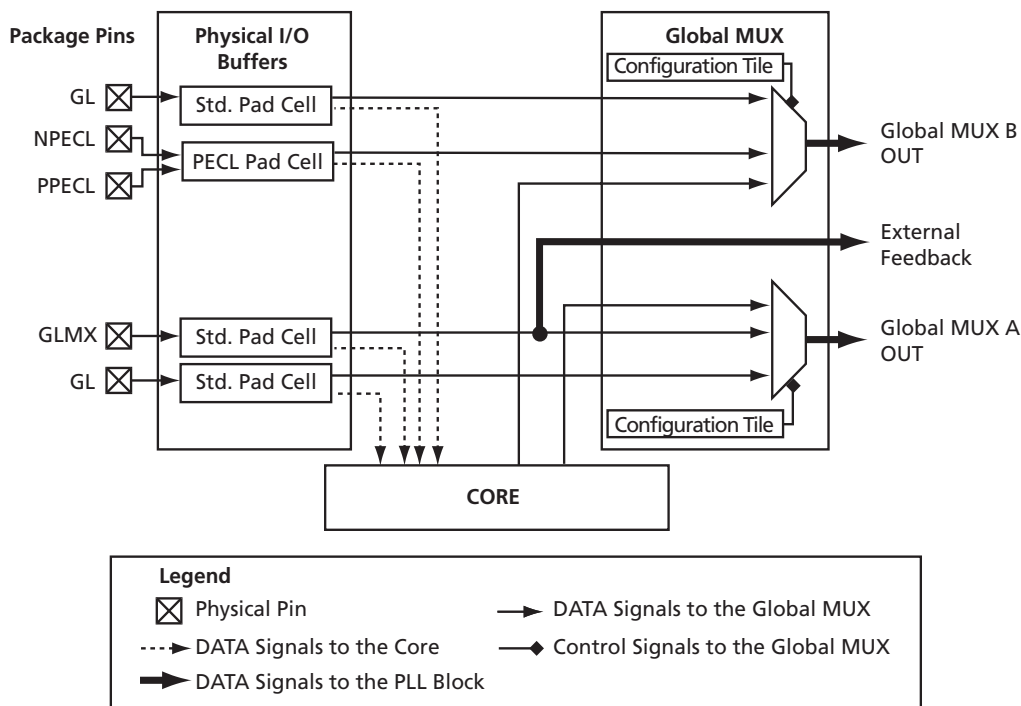 Package Pins
Physical I/O
Buffers
Global MUX
Configuration Tile
GL
Std. Pad Cell
NPECL
PECL Pad Cell
PPECL
Global MUX B
OUT
External
Feedback
GLMX
Std. Pad Cell
Global MUX A
OUT
GL
Std. Pad Cell
Configuration Tile
CORE
Legend
Physical Pin
DATA Signals to the Global MUX
DATA Signals to the Core
Control Signals to the Global MUX
DATA Signals to the PLL Block